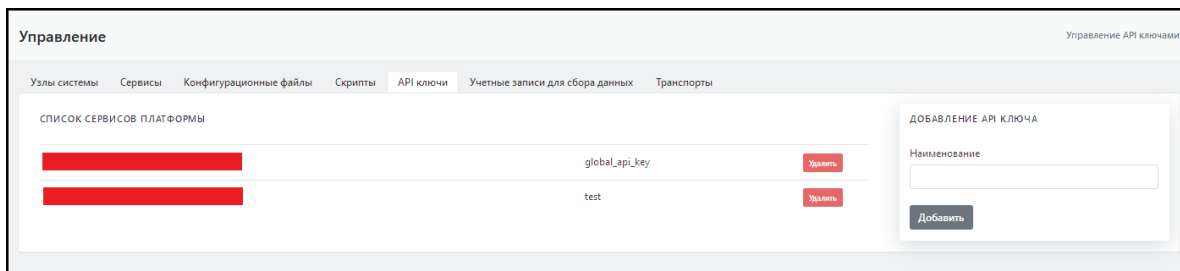 Управление
Управление API ключами
Узлы системы Сервисы Конфигурационные файлы Скрипты API ключи Учетные записи для сбора данных Транспорты
СПИСОК СЕРВИСОВ ПЛАТФОРМЫ
global_api_key Удалить
test Удалить
ДОБАВЛЕНИЕ API КЛЮЧА
Наименование
Добавить